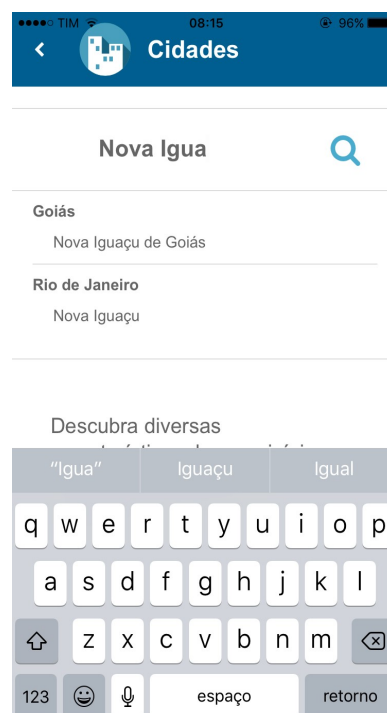 TIM 08:15 96%
Cidades
Nova Igua
Goiás
Nova Iguaçu de Goiás
Rio de Janeiro
Nova Iguaçu
Descubra diversas
"Igua" Iguaçu Igual
q w e r t y u i o p
a s d f g h j k l
z x c v b n m
123 espaço retorno